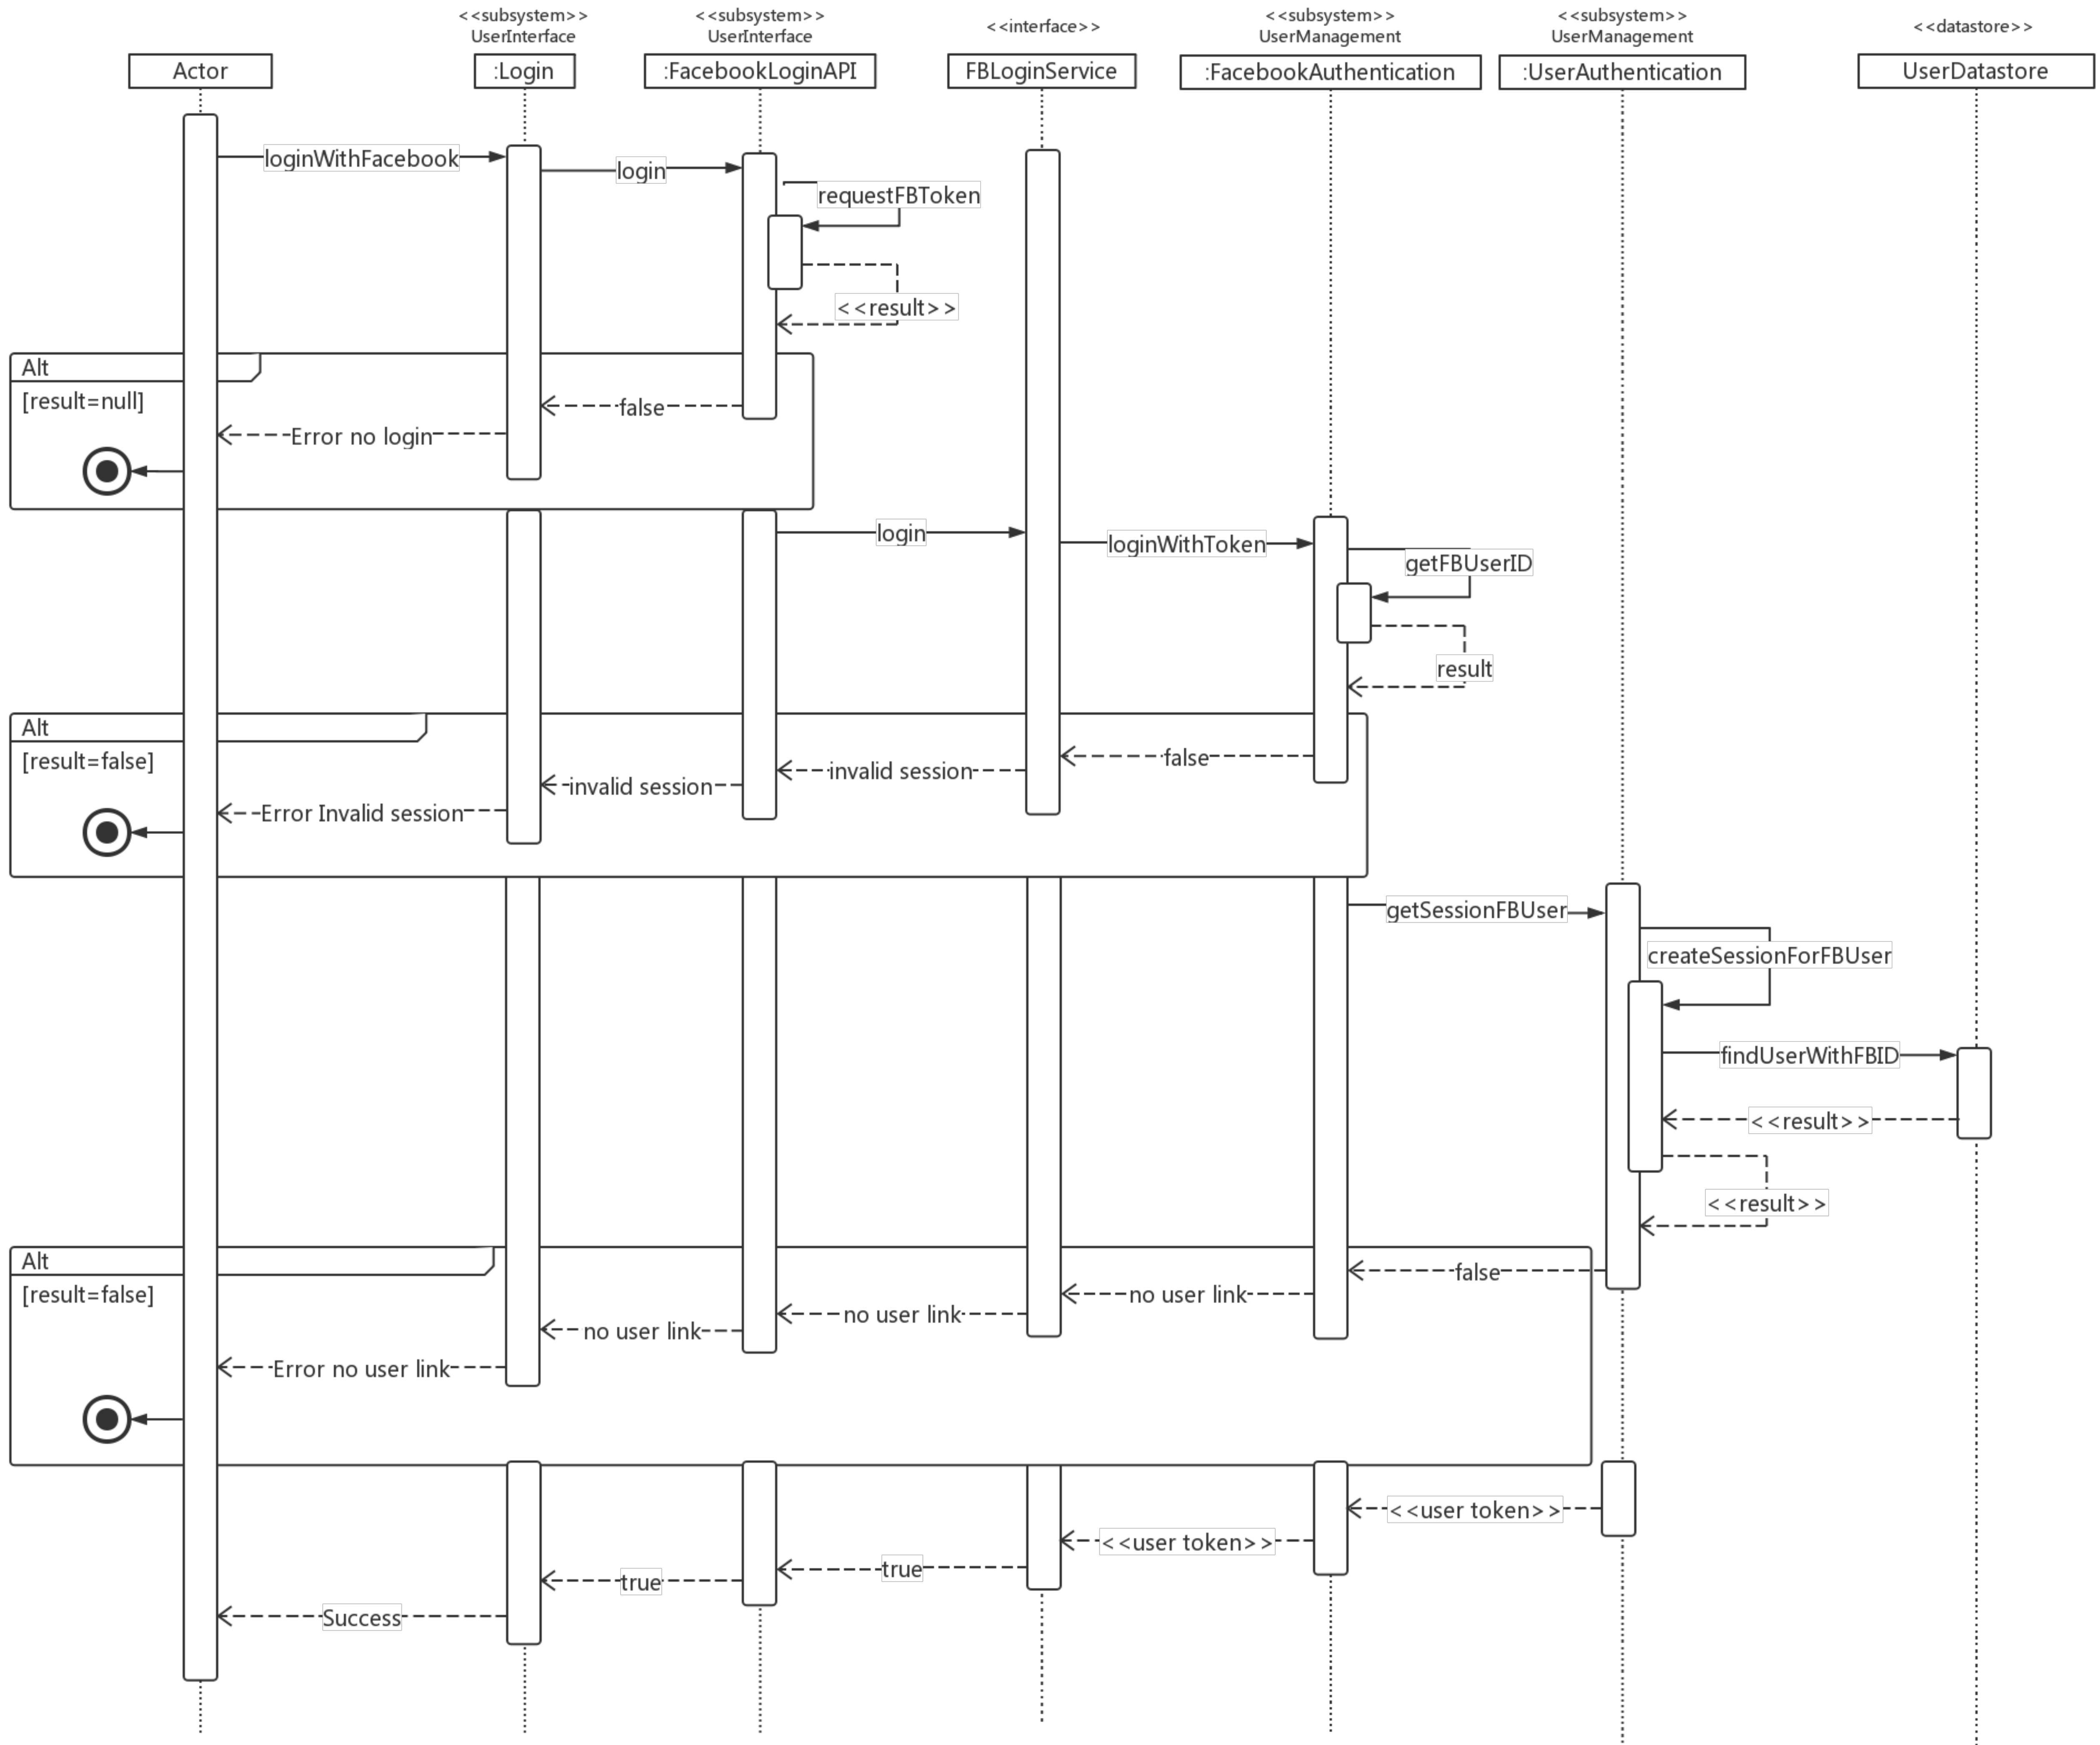 <<subsystem>>
UserInterface
<<subsystem>>
UserInterface
<<interface>>
<<subsystem>>
UserManagement
<<subsystem>>
UserManagement
<<datastore>>
Actor
:Login
:FacebookLoginAPI
FBLoginService
:FacebookAuthentication
:UserAuthentication
UserDatastore
loginWithFacebook
login
requestFBToken
<<result>>
Alt
[result=null]
false
Error no login
login
loginWithToken
getFBUserID
result
Alt
[result=false]
false
invalid session
invalid session
Error Invalid session
getSessionFBUser
createSessionForFBUser
findUserWithFBID
<<result>>
<<result>>
Alt
[result=false]
false
no user link
no user link
no user link
Error no user link
<<user token>>
<<user token>>
true
true
Success